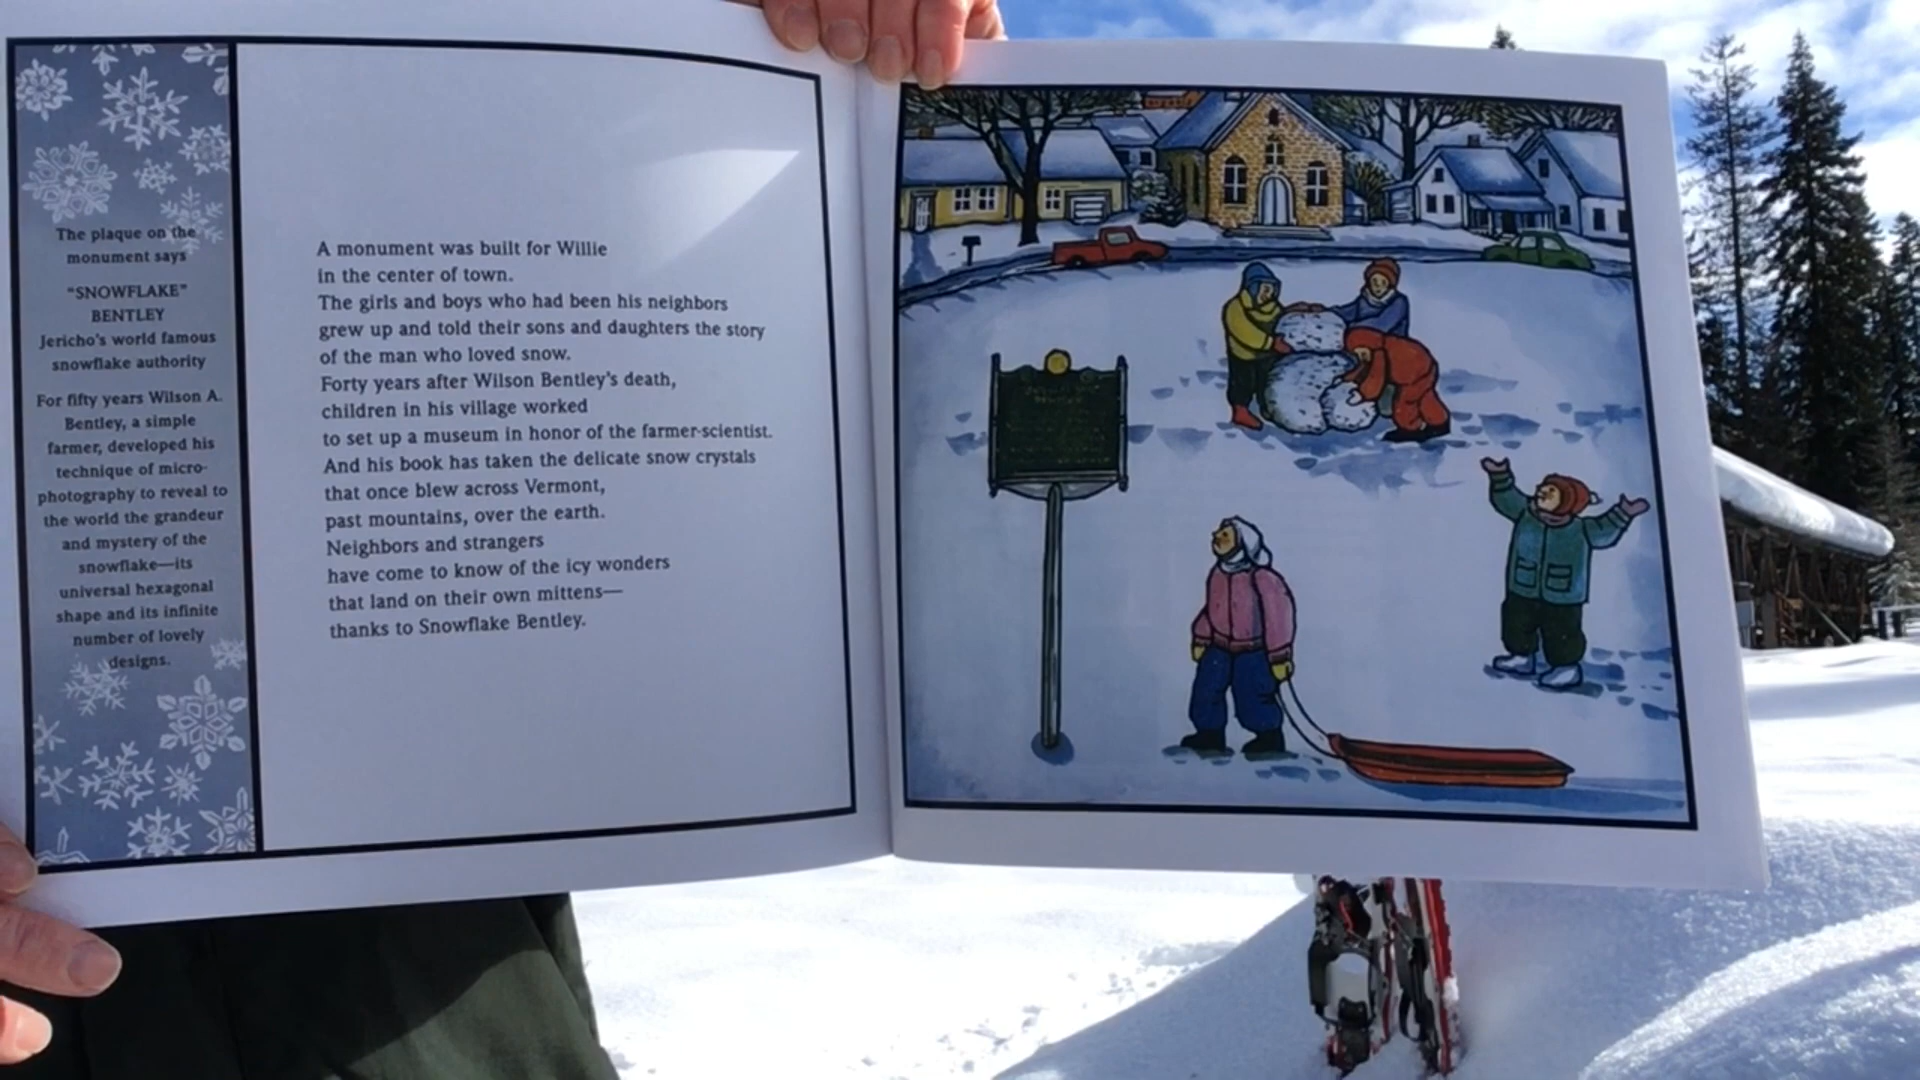 The plaque on the
monument says
“SNOWFLAKE”
BENTLEY
Jericho’s world famous
snowflake authority
For fifty years Wilson A.
Bentley, a simple
farmer, developed his
technique of micro-
photography to reveal to
the world the grandeur
and mystery of the
snowflake—its
universal hexagonal
shape and its infinite
number of lovely
designs.
A monument was built for Willie
in the center of town.
The girls and boys who had been his neighbors
grew up and told their sons and daughters the story
of the man who loved snow.
Forty years after Wilson Bentley’s death,
children in his village worked
to set up a museum in honor of the farmer-scientist.
And his book has taken the delicate snow crystals
that once blew across Vermont,
past mountains, over the earth.
Neighbors and strangers
have come to know of the icy wonders
that land on their own mittens—
thanks to Snowflake Bentley.